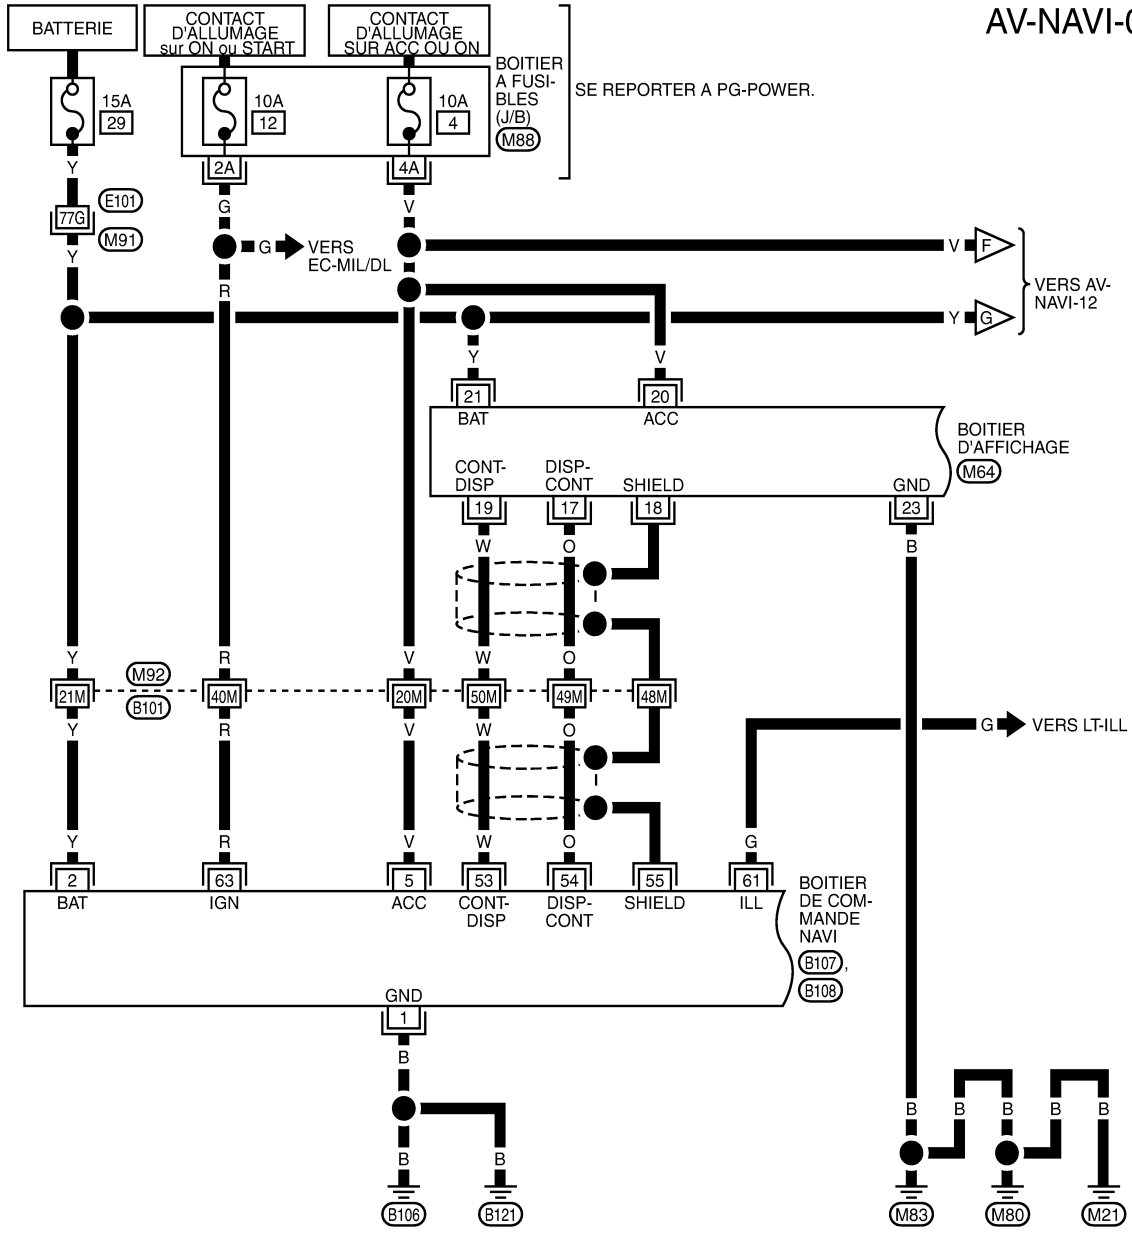 AV-NAVI-0
BATTERIE
CONTACT
D'ALLUMAGE
sur ON ou START
CONTACT
D'ALLUMAGE
SUR ACC OU ON
BOITIER
A FUSI-
BLES
(J/B)
M88
SE REPORTER A PG-POWER.
15A
29
10A
12
10A
4
2A
4A
Y
77G
E101
M91
Y
G
V
G
VERS
EC-MIL/DL
R
V
F
Y
G
VERS AV-
NAVI-12
Y
V
21
20
BAT
ACC
BOITIER
D'AFFICHAGE
M64
CONT-
DISP
DISP-
CONT
SHIELD
GND
19
17
18
23
W
O
B
Y
R
V
W
O
M92
B101
21M
40M
20M
50M
49M
48M
Y
R
V
W
O
G
VERS LT-ILL
Y
R
V
W
O
G
2
63
5
53
54
55
61
BAT
IGN
ACC
CONT-
DISP
DISP-
CONT
SHIELD
ILL
BOITIER
DE COM-
MANDE
NAVI
B107,
B108
GND
1
B
B
B
B
B
B
B
B
B106
B121
M83
M80
M21